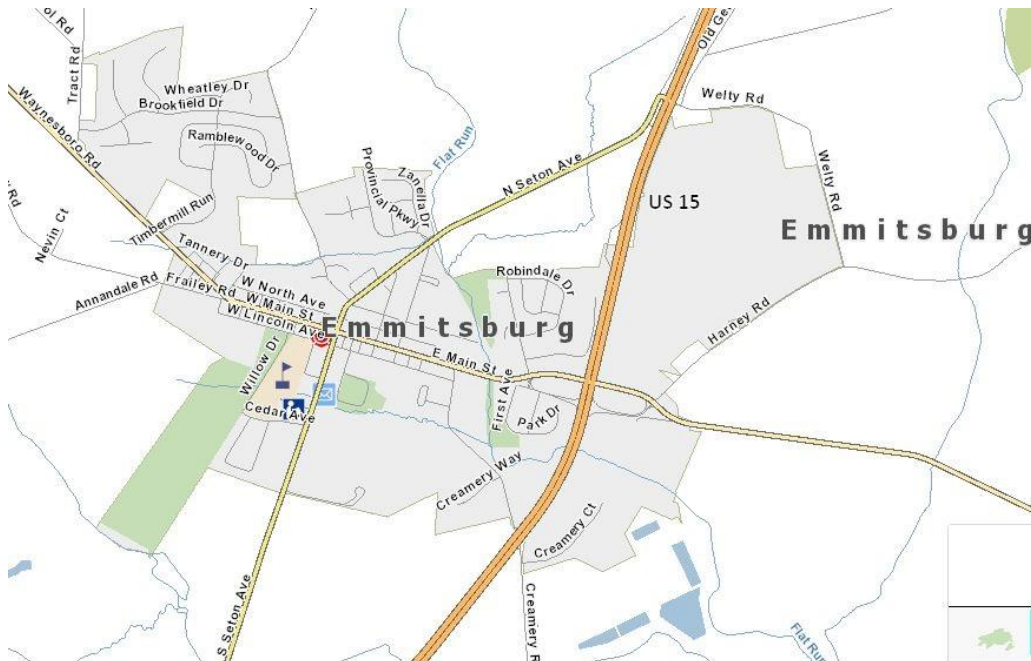 Tract Rd
Waynesboro Rd
Wheatley Dr
Brookfield Dr
Ramblewood Dr
Timbermill Run
Nevin Ct
Tannery Dr
Annandale Rd
Frailey Rd
W North Ave
W Main St
W Lincoln Ave
Provincial Pkwy
Zanella Dr
Flat Run
N Seton Ave
Old Ge
Welty Rd
Welty Rd
US 15
Emmitsburg
Robindale Dr
Emmitsburg
Harney Rd
E Main St
Willow Dr
Cedar Ave
First Ave
Park Dr
Creamery Way
Creamery Ct
S Seton Ave
Creamery R
Flat Run